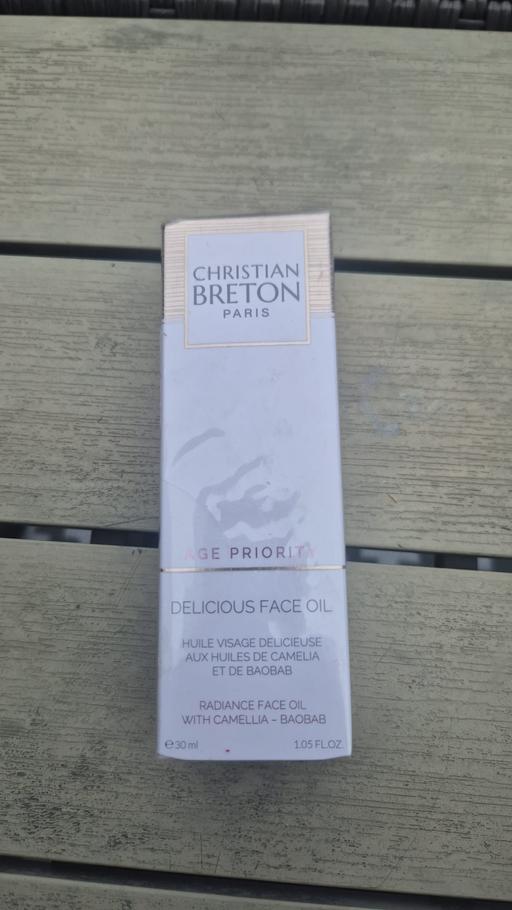 CHRISTIAN
BRETON
PARIS
AGE PRIORITY
DELICIOUS FACE OIL
HUILE VISAGE DELICIEUSE
AUX HUILES DE CAMELIA
ET DE BAOBAB
RADIANCE FACE OIL
WITH CAMELLIA – BAOBAB
℮30 ml 1.05 FL.OZ.